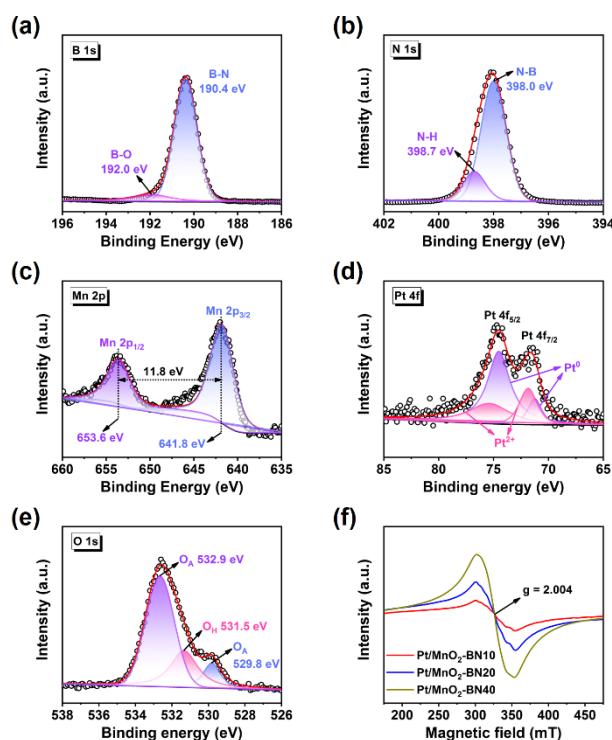 (a)
B 1s
B-N
190.4 eV
B-O
192.0 eV
Intensity (a.u.)
196 194 192 190 188 186
Binding Energy (eV)
(b)
N 1s
N-B
398.0 eV
N-H
398.7 eV
Intensity (a.u.)
402 400 398 396 394
Binding Energy (eV)
(c)
Mn 2p
Mn 2p3/2
Mn 2p1/2
11.8 eV
653.6 eV
641.8 eV
Intensity (a.u.)
660 655 650 645 640 635
Binding Energy (eV)
(d)
Pt 4f
Pt 4f5/2
Pt 4f7/2
Pt0
Pt2+
Intensity (a.u.)
85 80 75 70 65
Binding energy (eV)
(e)
O 1s
OA 532.9 eV
OH 531.5 eV
OA
529.8 eV
Intensity (a.u.)
538 536 534 532 530 528 526
Binding energy (eV)
(f)
g = 2.004
Pt/MnO2-BN10
Pt/MnO2-BN20
Pt/MnO2-BN40
Intensity (a.u.)
200 250 300 350 400 450
Magnetic field (mT)